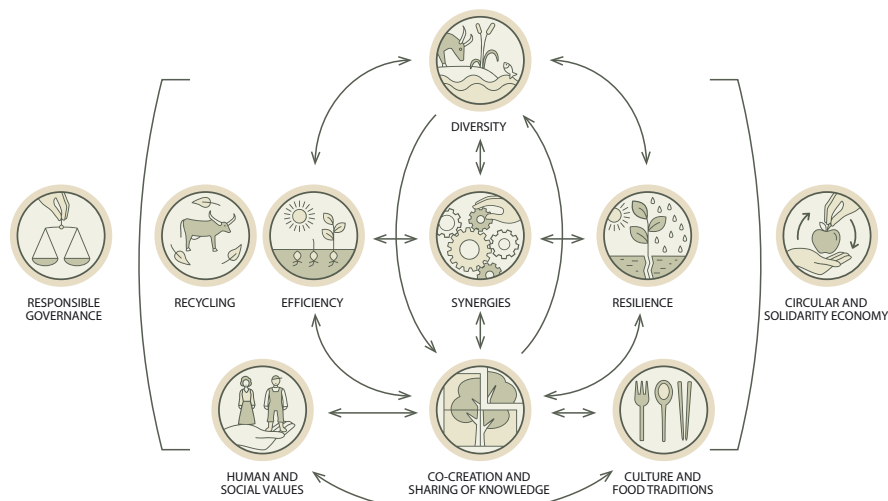 DIVERSITY
RESPONSIBLE
GOVERNANCE
RECYCLING
EFFICIENCY
SYNERGIES
RESILIENCE
CIRCULAR AND
SOLIDARITY ECONOMY
HUMAN AND
SOCIAL VALUES
CO-CREATION AND
SHARING OF KNOWLEDGE
CULTURE AND
FOOD TRADITIONS